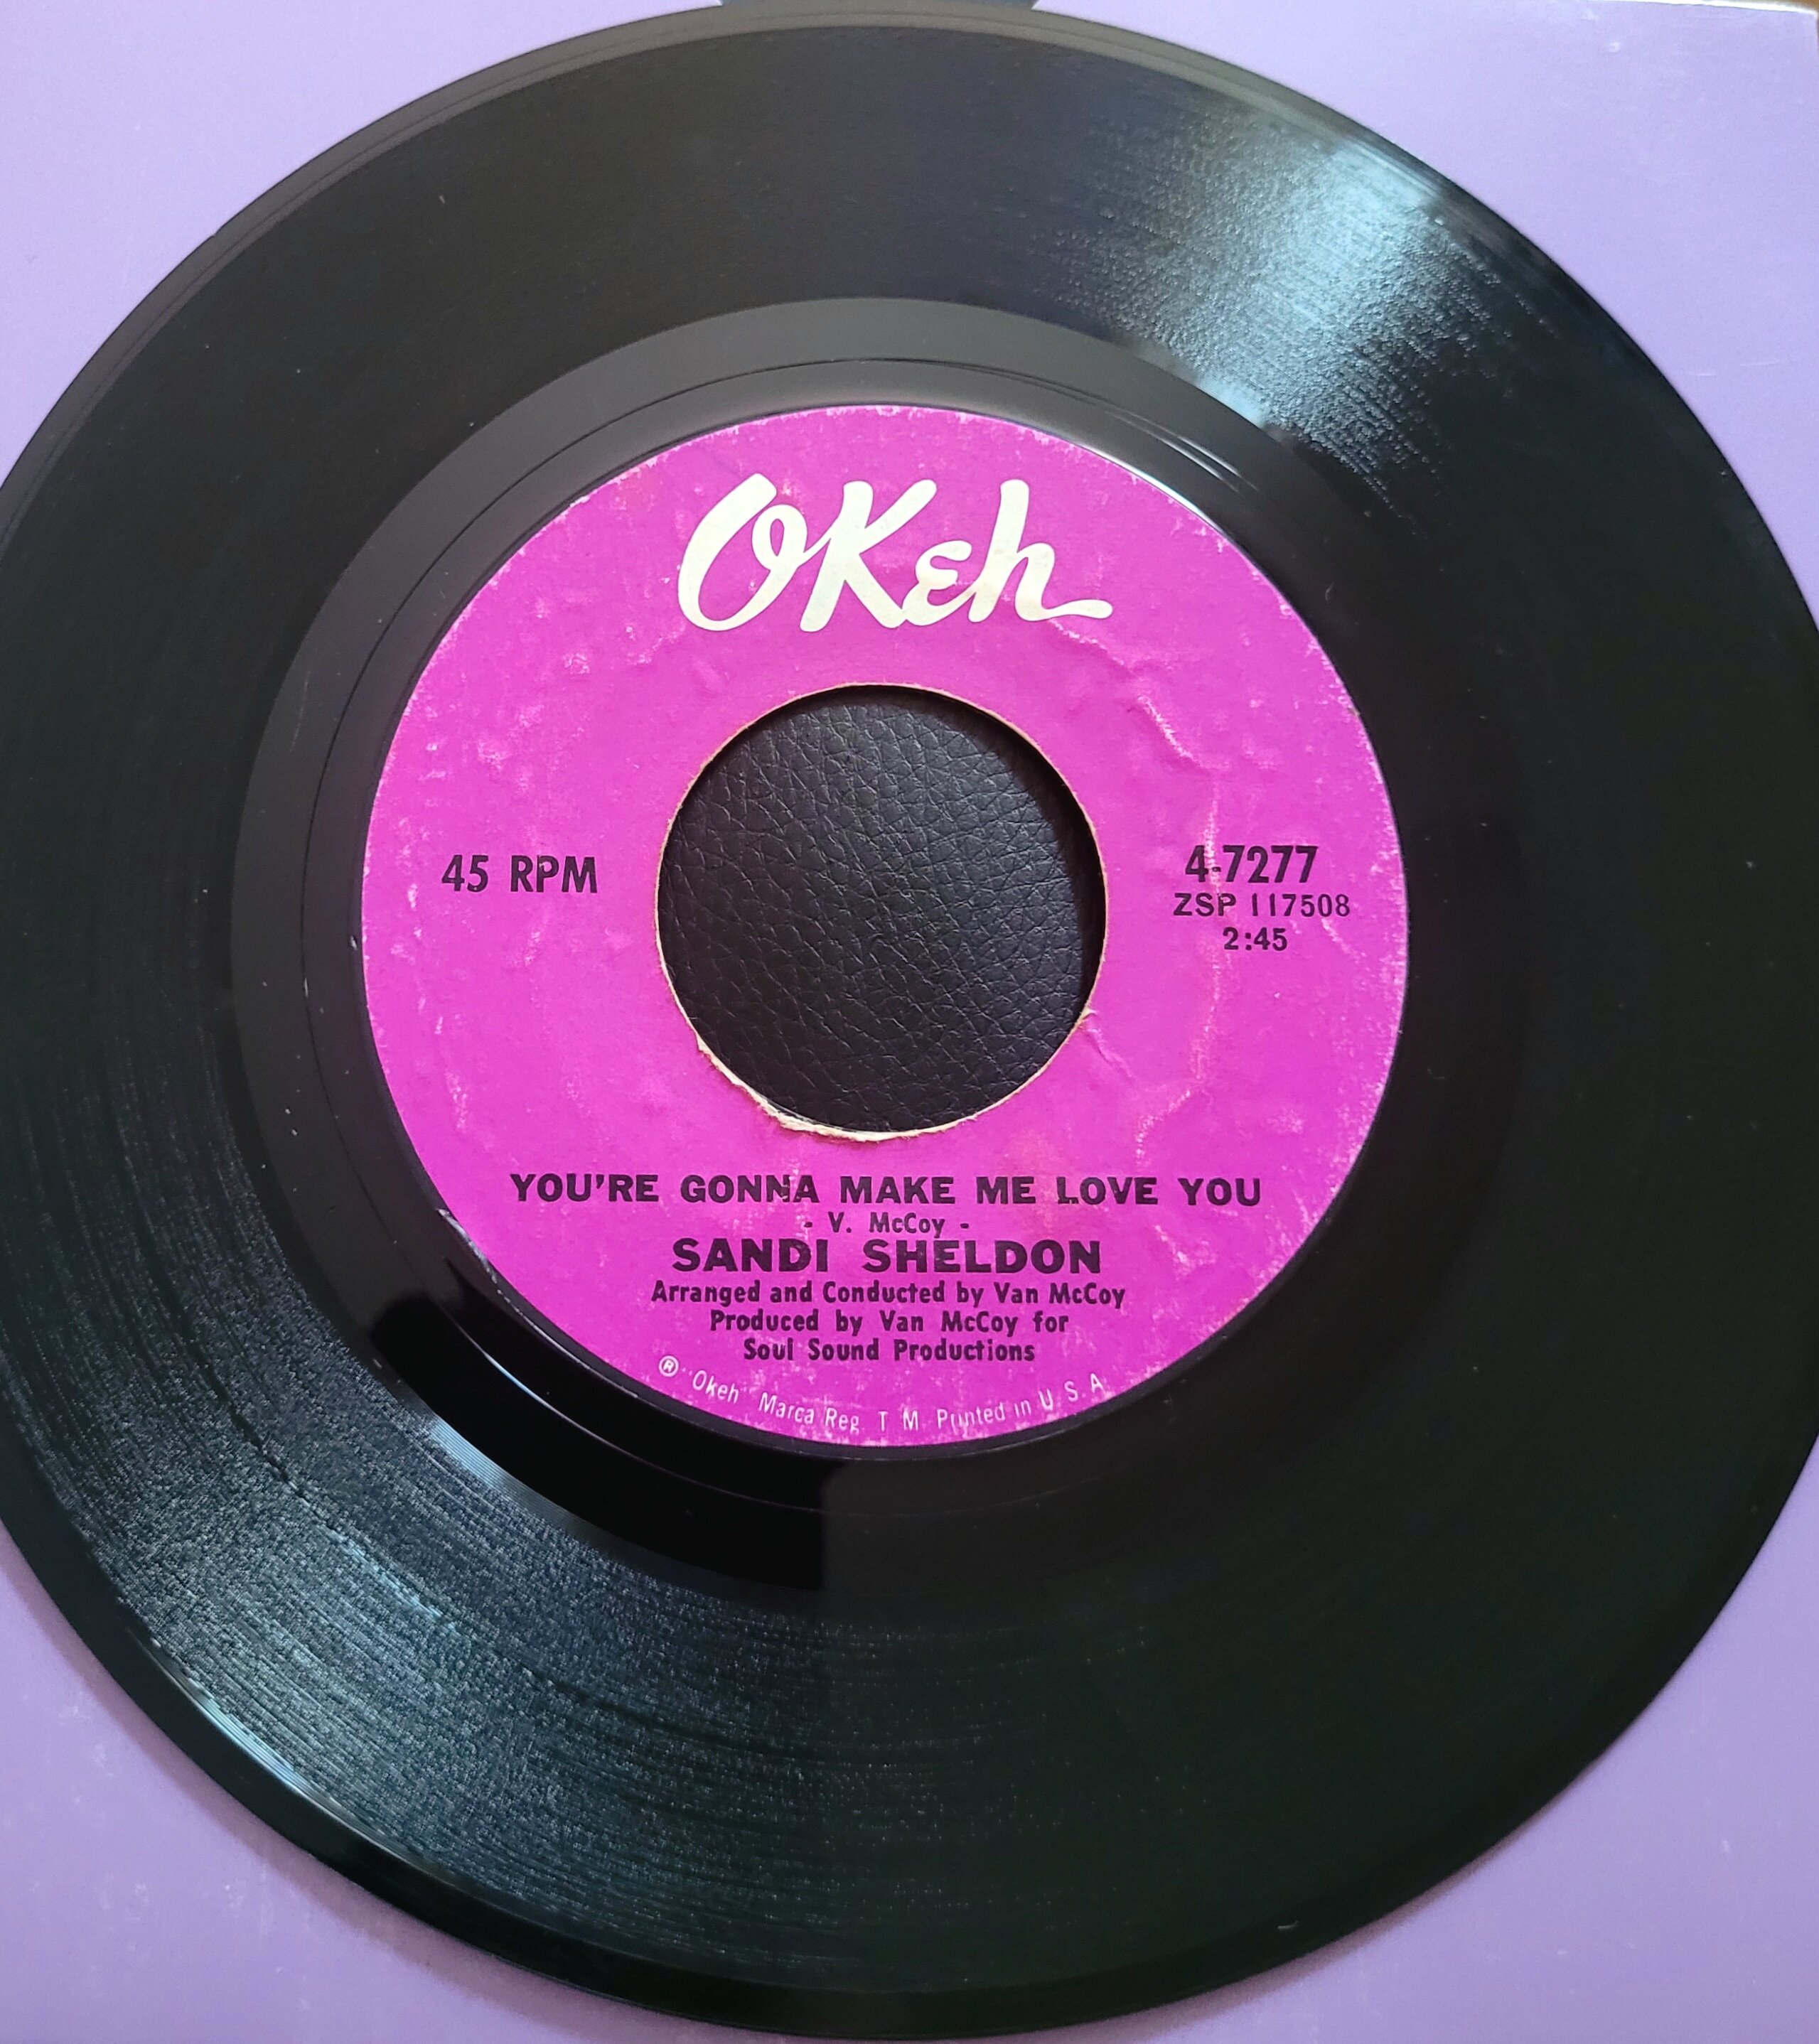 OKeh
45 RPM
4-7277
ZSP 117508
2:45
YOU'RE GONNA MAKE ME LOVE YOU
- V. McCoy -
SANDI SHELDON
Arranged and Conducted by Van McCoy
Produced by Van McCoy for
Soul Sound Productions
® "Okeh" Marca Reg. T M. Printed in U. S. A.